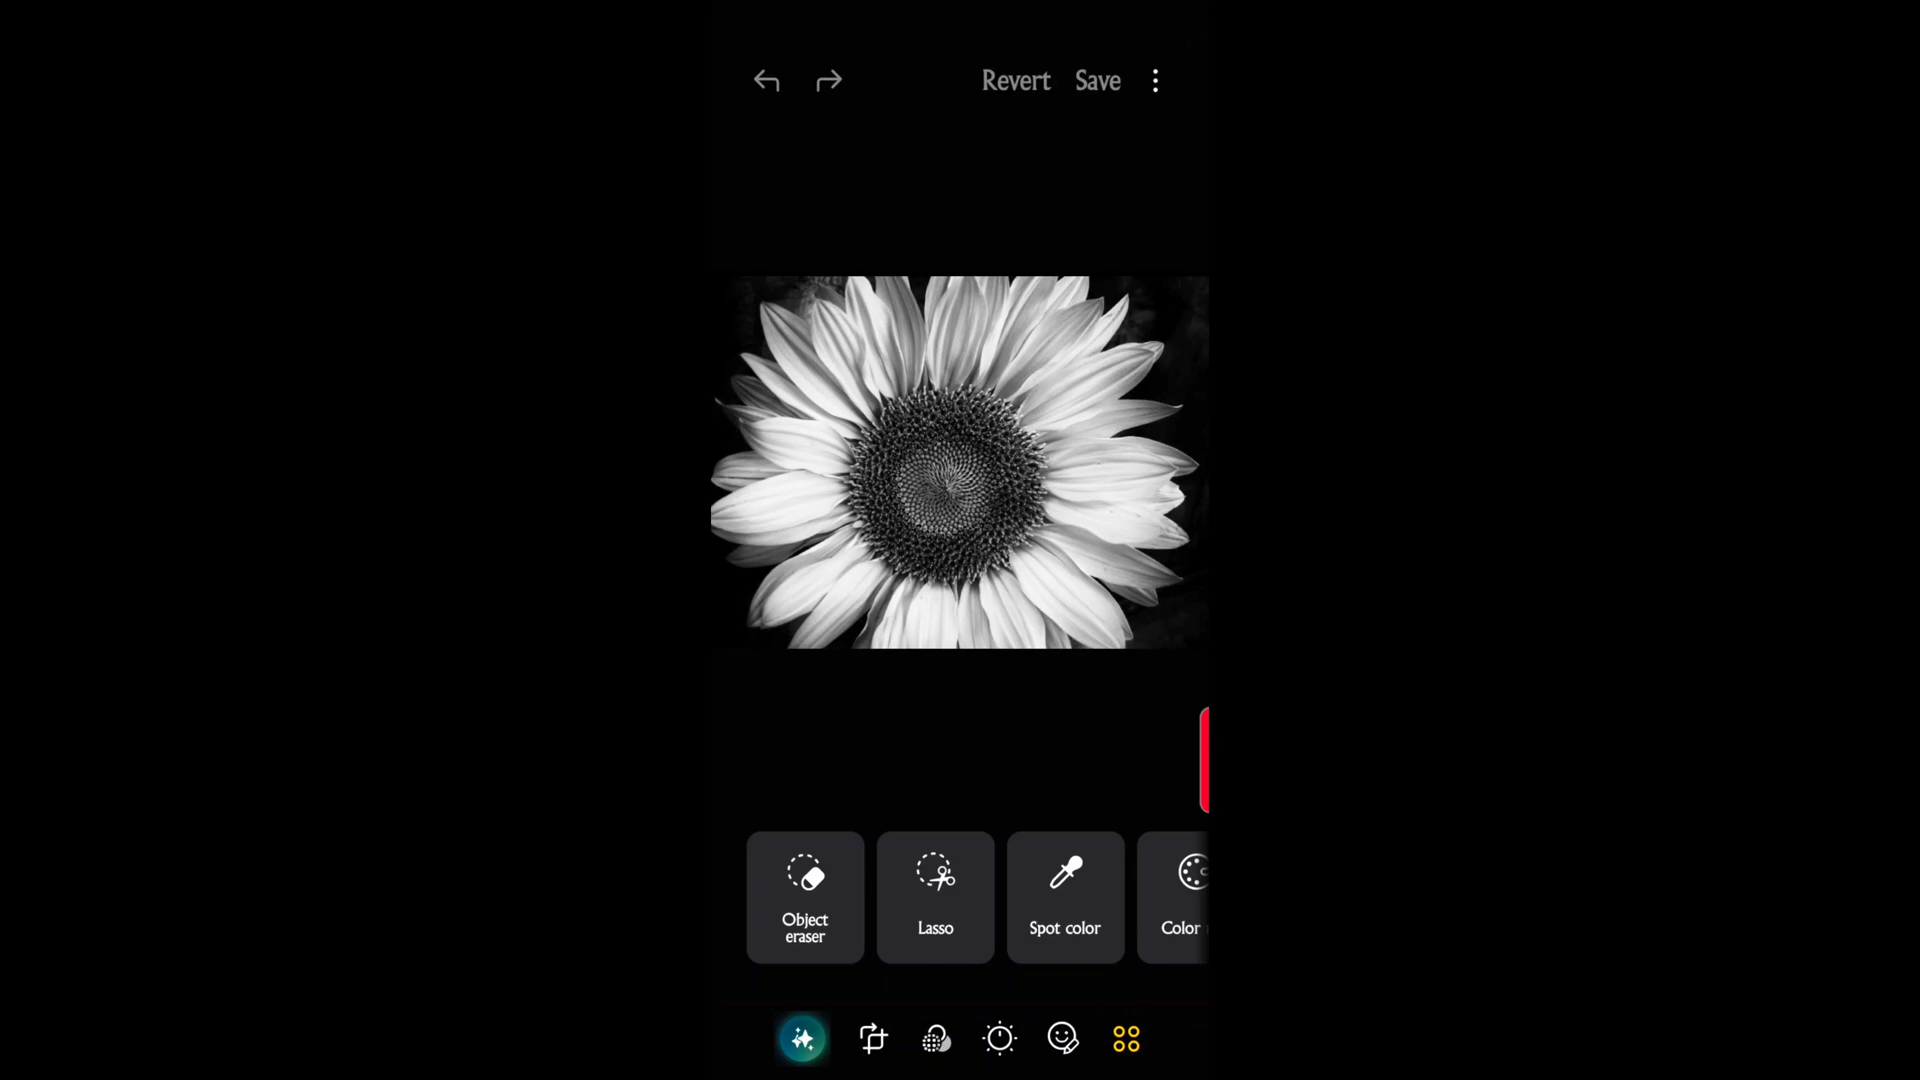 Revert Save
Object
eraser
Lasso
Spot color
Color